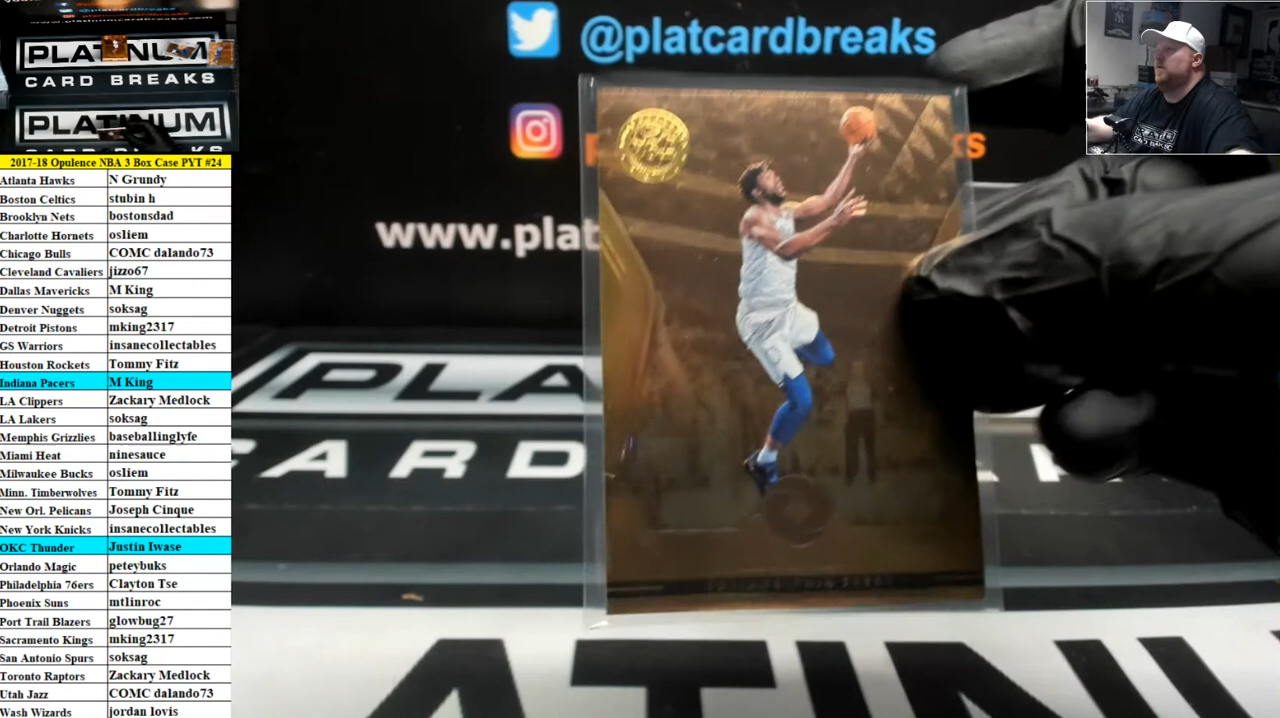 www.platinumcardbreaks.com
PLATINUM
CARD BREAKS
PLATINUM
@platcardbreaks
www.plat
PLA
CARD
ATINU
2017-18 Opulence NBA 3 Box Case PYT #24
Atlanta Hawks N Grundy
Boston Celtics stubin h
Brooklyn Nets bostonsdad
Charlotte Hornets osliem
Chicago Bulls COMC dalando73
Cleveland Cavaliers jizzo67
Dallas Mavericks M King
Denver Nuggets soksag
Detroit Pistons mking2317
GS Warriors insanecollectables
Houston Rockets Tommy Fitz
Indiana Pacers M King
LA Clippers Zackary Medlock
LA Lakers soksag
Memphis Grizzlies baseballinglyfe
Miami Heat ninesauce
Milwaukee Bucks osliem
Minn. Timberwolves Tommy Fitz
New Orl. Pelicans Joseph Cinque
New York Knicks insanecollectables
OKC Thunder Justin Iwase
Orlando Magic peteybuks
Philadelphia 76ers Clayton Tse
Phoenix Suns mtlinroc
Port Trail Blazers glowbug27
Sacramento Kings mking2317
San Antonio Spurs soksag
Toronto Raptors Zackary Medlock
Utah Jazz COMC dalando73
Wash Wizards jordan lovis